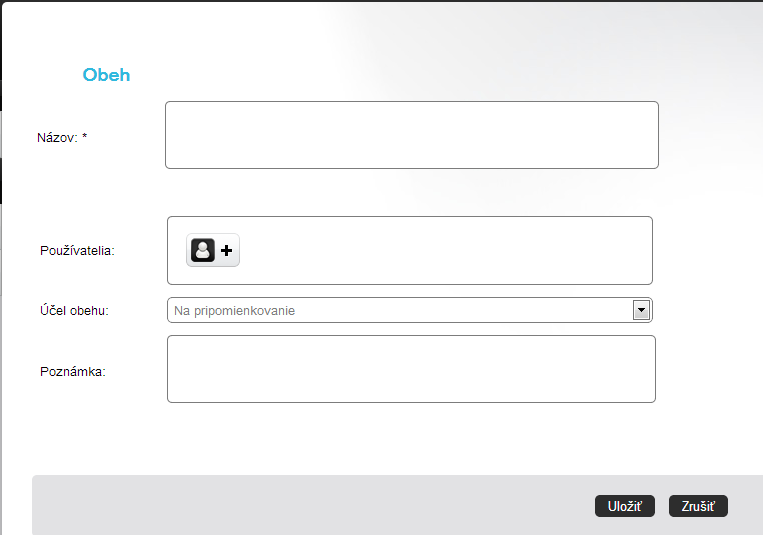 Obeh
Názov: *
Používatelia:
Účel obehu:
Na pripomienkovanie
Poznámka:
Uložiť
Zrušiť